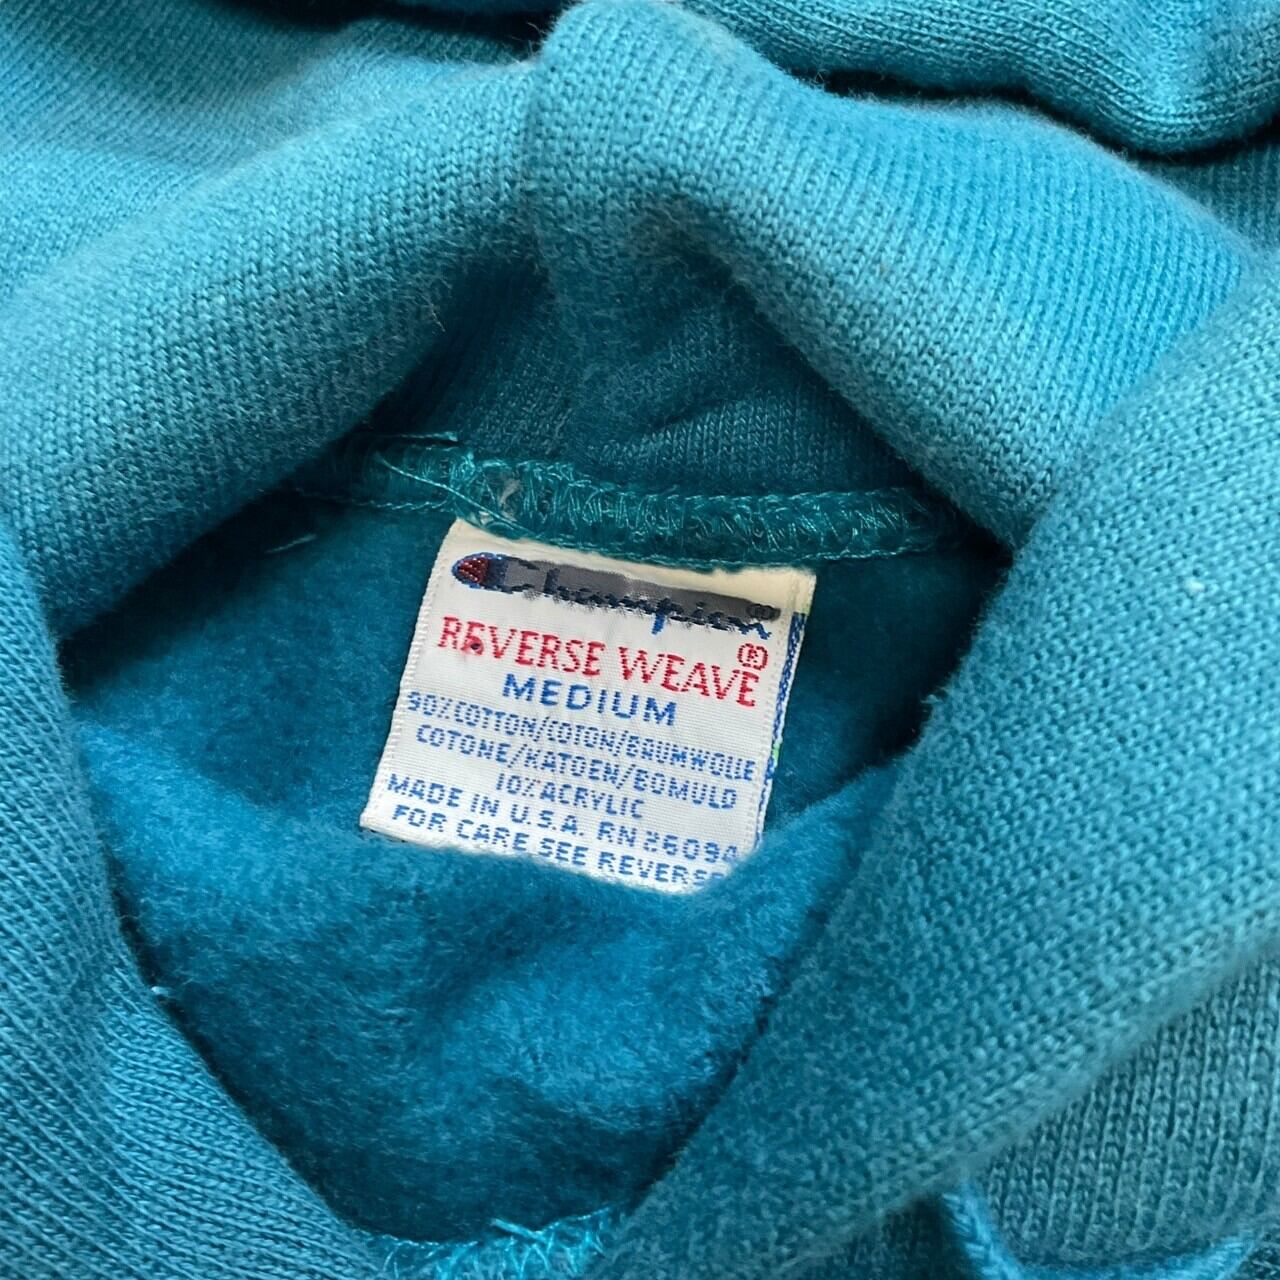 Champion®
REVERSE WEAVE®
MEDIUM
90% COTTON/COTON/BAUMWOLLE
COTONE/KATOEN/BOMULD
10% ACRYLIC
MADE IN U.S.A. RN 26094
FOR CARE SEE REVERSE